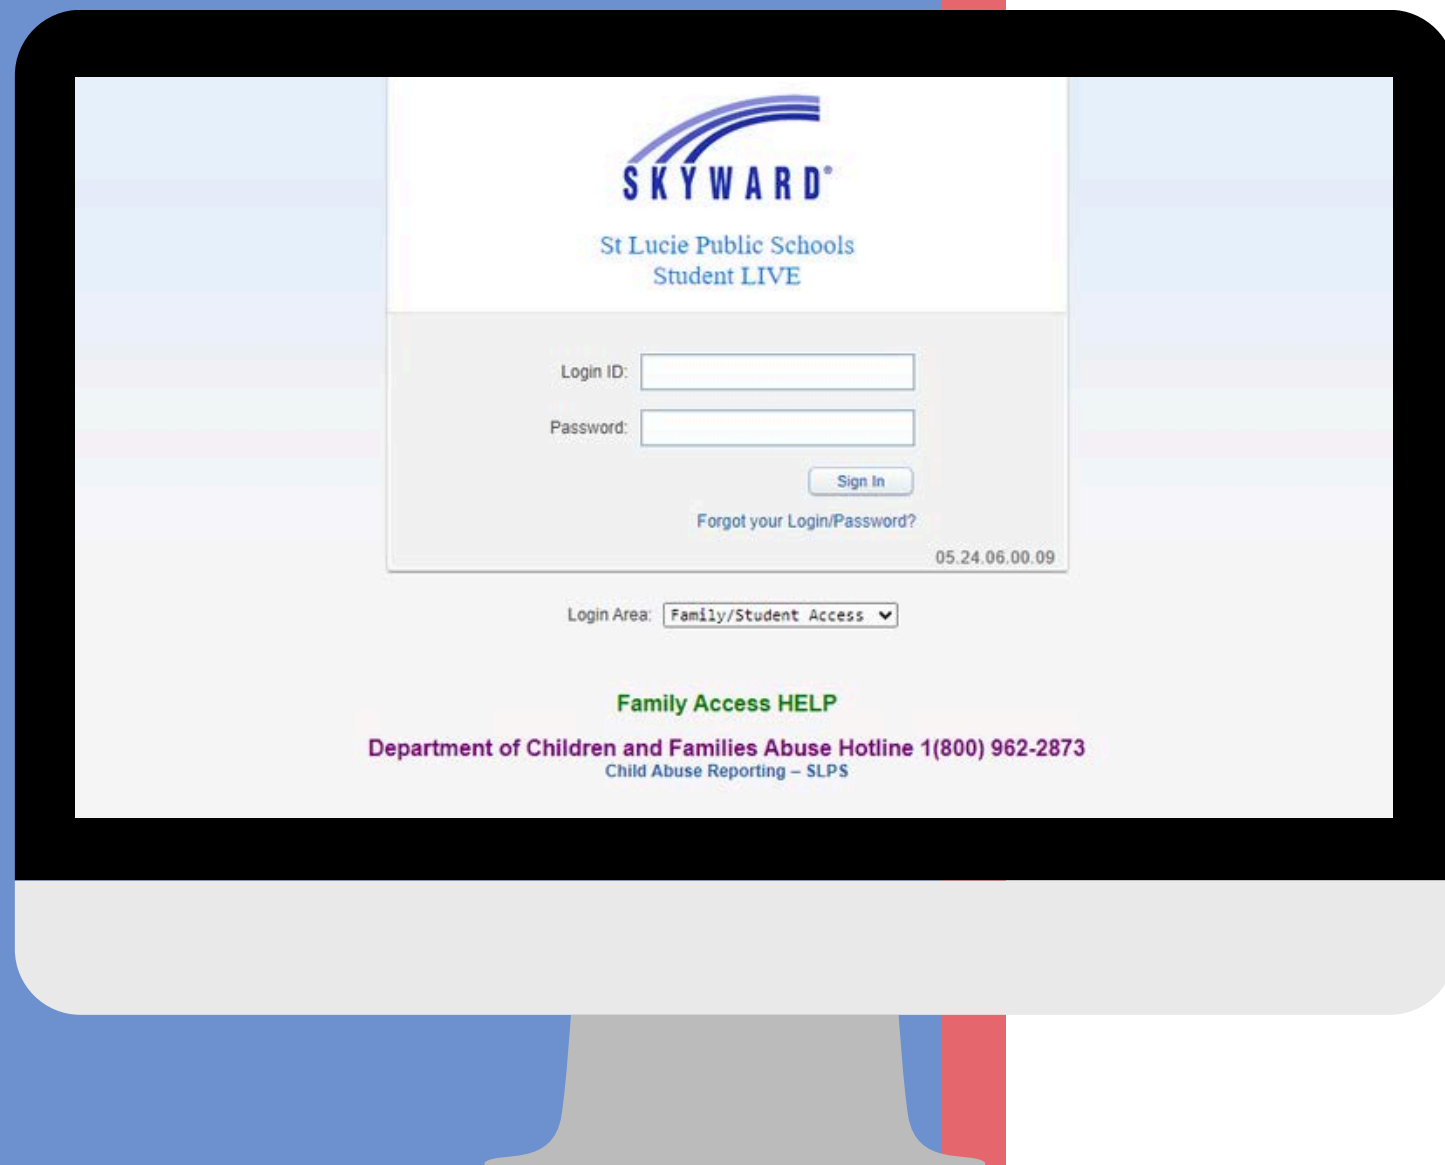 SKYWARD®
St Lucie Public Schools
Student LIVE
Login ID:
Password:
Sign In
Forgot your Login/Password?
05.24.06.00.09
Login Area: Family/Student Access
Family Access HELP
Department of Children and Families Abuse Hotline 1(800) 962-2873
Child Abuse Reporting – SLPS